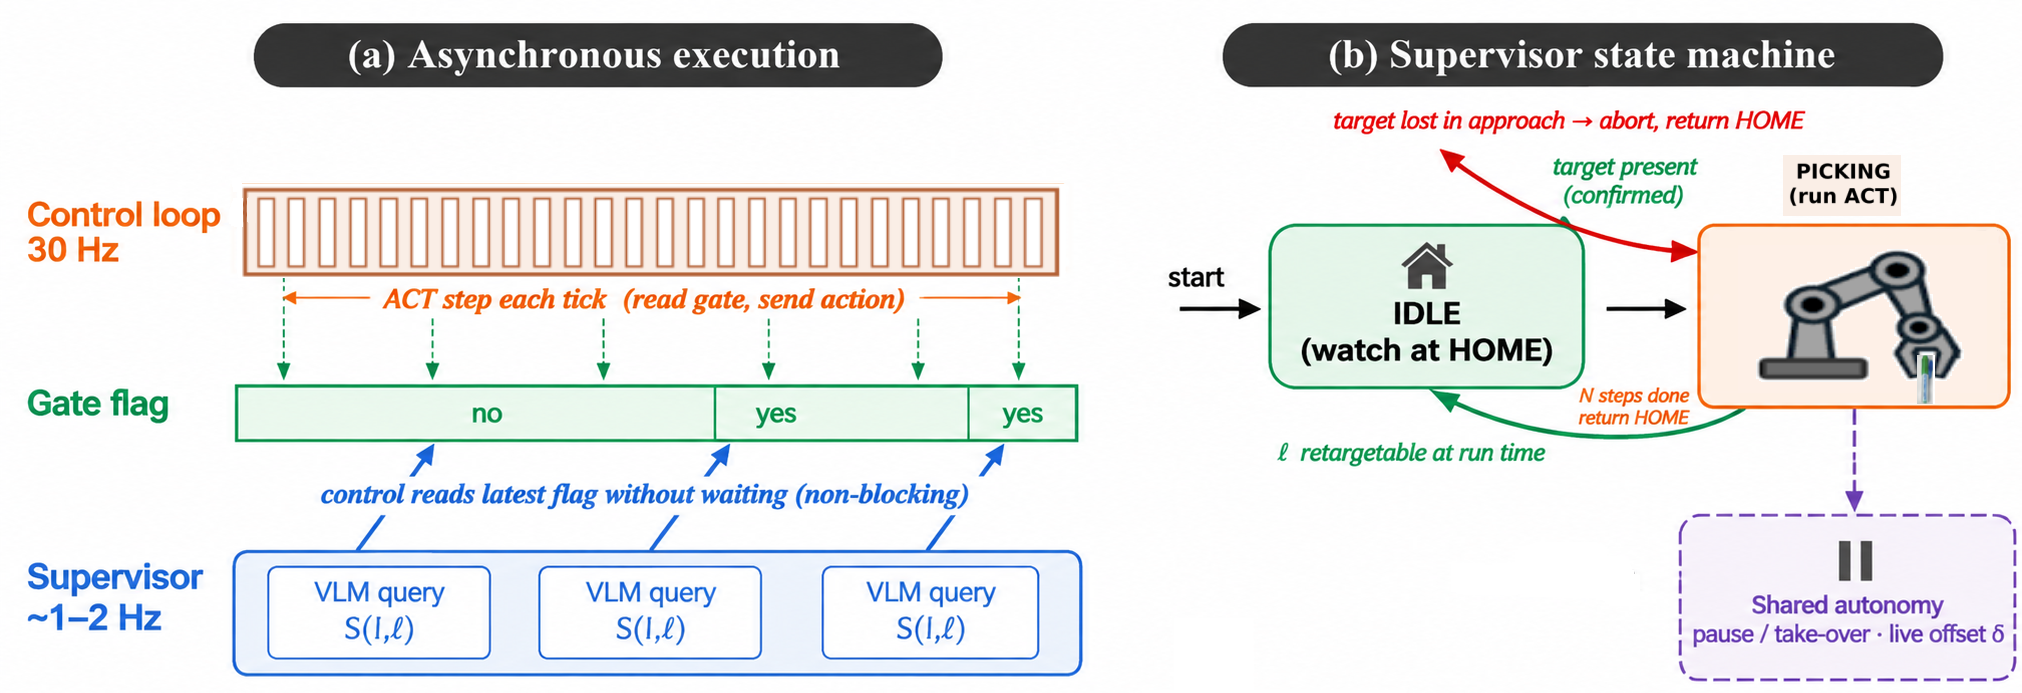 (a) Asynchronous execution
Control loop
30 Hz
ACT step each tick (read gate, send action)
Gate flag
no
yes
yes
control reads latest flag without waiting (non-blocking)
Supervisor
~1–2 Hz
VLM query
S(I,ℓ)
VLM query
S(I,ℓ)
VLM query
S(I,ℓ)
(b) Supervisor state machine
target lost in approach → abort, return HOME
target present
(confirmed)
PICKING
(run ACT)
start
IDLE
(watch at HOME)
N steps done
return HOME
ℓ retargetable at run time
Shared autonomy
pause / take-over · live offset δ